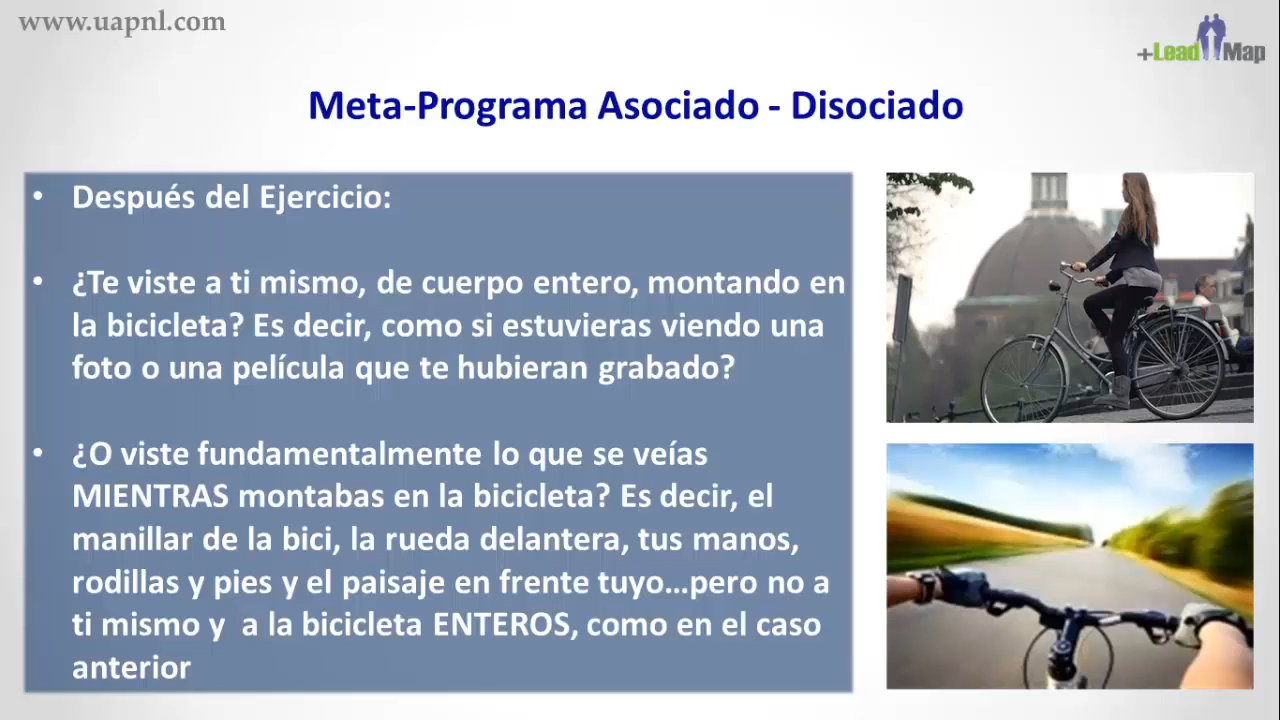 www.uapnl.com
+Lead Map
Meta-Programa Asociado - Disociado
• Después del Ejercicio:
• ¿Te viste a ti mismo, de cuerpo entero, montando en
la bicicleta? Es decir, como si estuvieras viendo una
foto o una película que te hubieran grabado?
• ¿O viste fundamentalmente lo que se veías
MIENTRAS montabas en la bicicleta? Es decir, el
manillar de la bici, la rueda delantera, tus manos,
rodillas y pies y el paisaje en frente tuyo...pero no a
ti mismo y  a la bicicleta ENTEROS, como en el caso
anterior